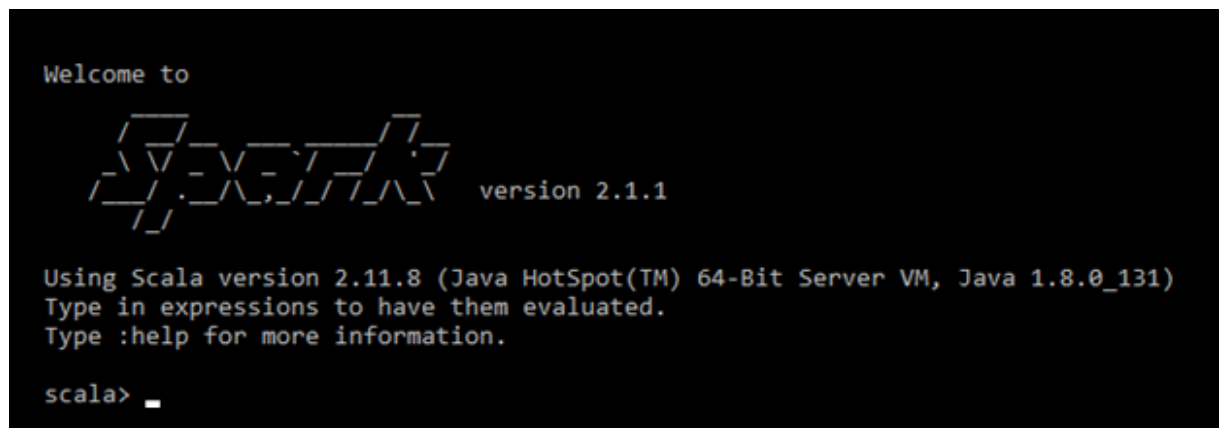 Welcome to
Spark version 2.1.1
Using Scala version 2.11.8 (Java HotSpot(TM) 64-Bit Server VM, Java 1.8.0_131)
Type in expressions to have them evaluated.
Type :help for more information.
scala>